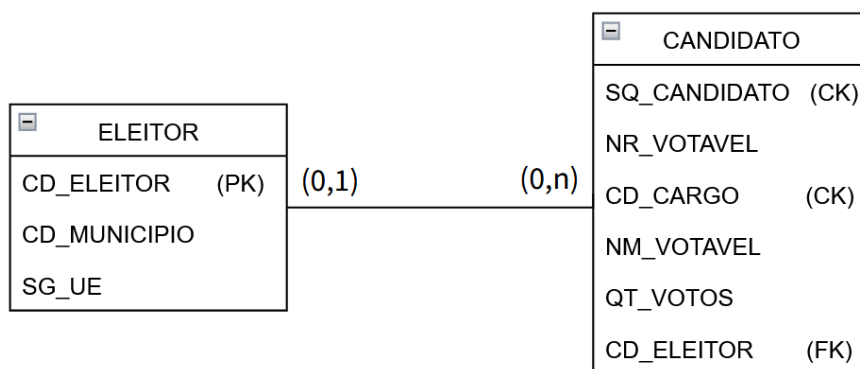 ELEITOR
CD_ELEITOR (PK)
CD_MUNICIPIO
SG_UE
(0,1)
(0,n)
CANDIDATO
SQ_CANDIDATO (CK)
NR_VOTAVEL
CD_CARGO (CK)
NM_VOTAVEL
QT_VOTOS
CD_ELEITOR (FK)